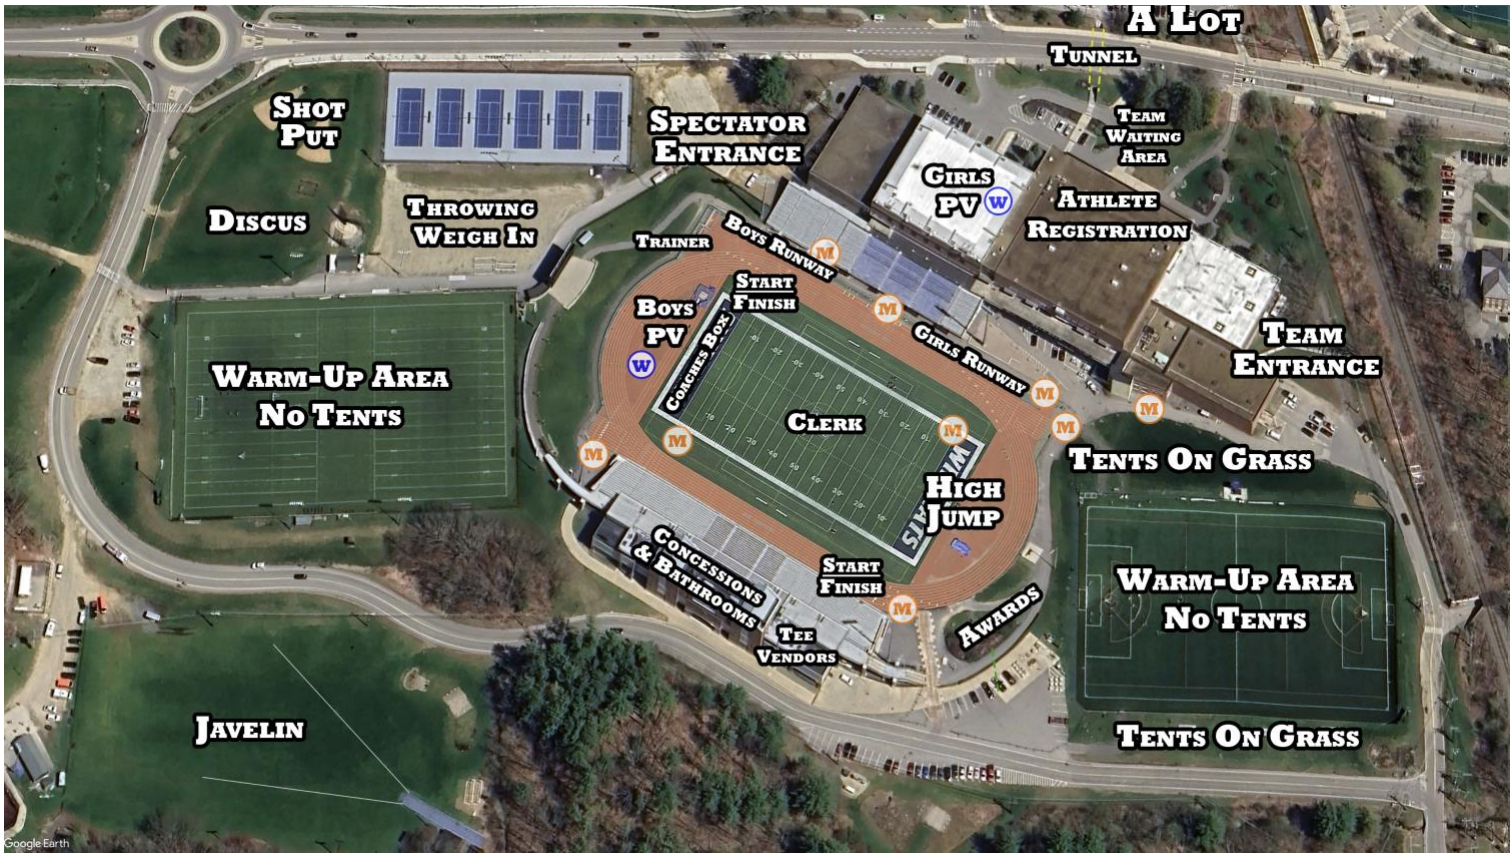 A Lot
Tunnel
Shot
Put
Spectator
Entrance
Team
Waiting
Area
Girls
PV
W
Athlete
Registration
Discus
Throwing
Weigh In
Trainer
Boys Runway
M
Start
Finish
Boys
PV
W
Coaches Box
M
Girls Runway
Team
Entrance
Warm-Up Area
No Tents
M
M
M
M
Clerk
M
M
Tents On Grass
High
Jump
Concessions
& Bathrooms
Start
Finish
M
Awards
Tee
Vendors
Warm-Up Area
No Tents
Javelin
Tents On Grass
Google Earth